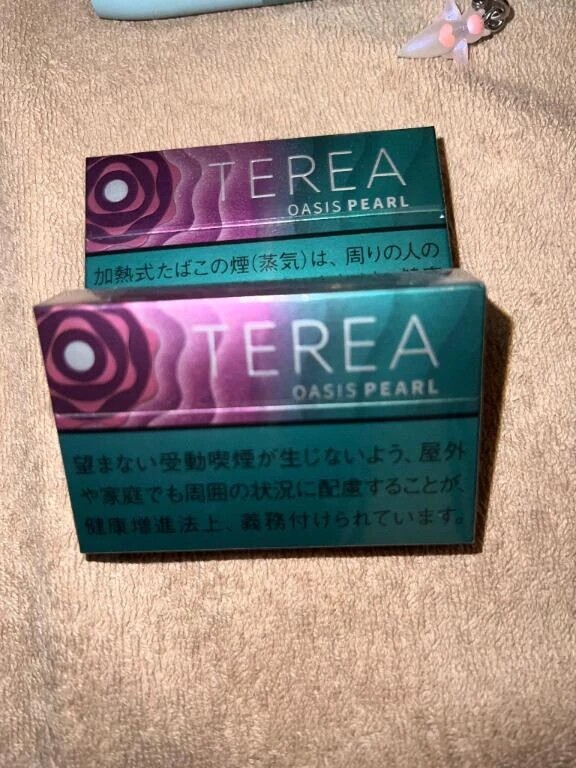 TEREA
OASIS PEARL
加熱式たばこの煙(蒸気)は、周りの人の
TEREA
OASIS PEARL
望まない受動喫煙が生じないよう、屋外
や家庭でも周囲の状況に配慮することが、
健康増進法上、義務付けられています。